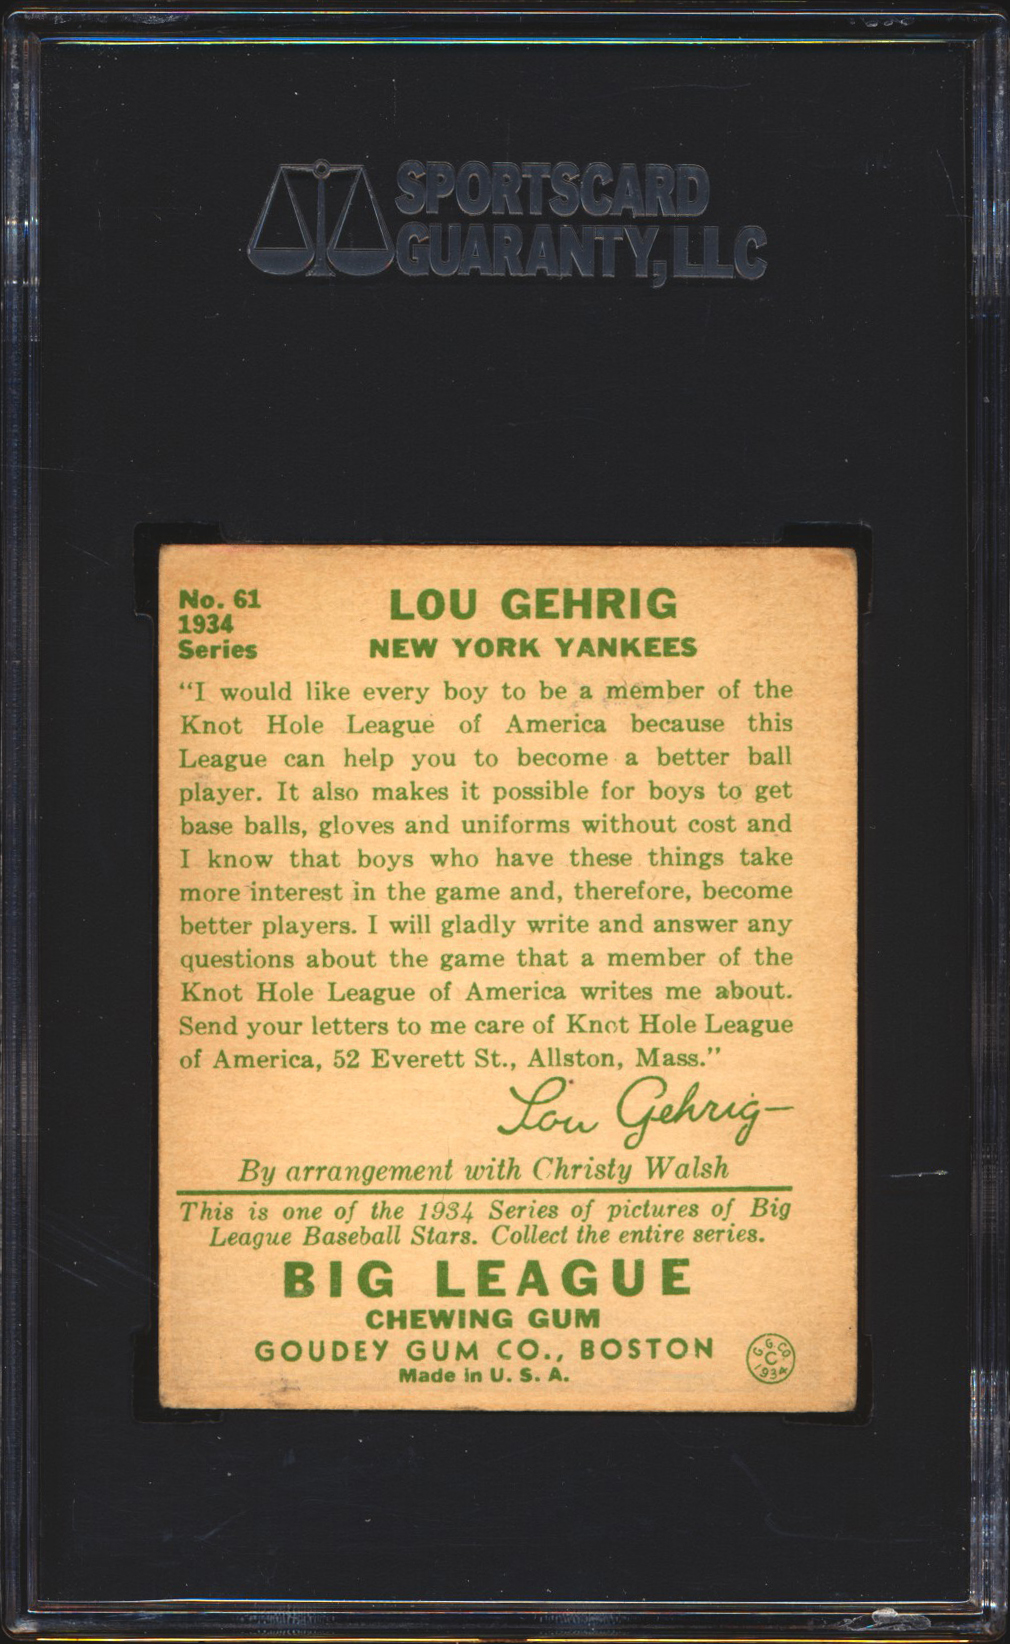 SPORTSCARD
GUARANTY, LLC
No. 61
1934
Series
LOU GEHRIG
NEW YORK YANKEES
“I would like every boy to be a member of the
Knot Hole League of America because this
League can help you to become a better ball
player. It also makes it possible for boys to get
base balls, gloves and uniforms without cost and
I know that boys who have these things take
more interest in the game and, therefore, become
better players. I will gladly write and answer any
questions about the game that a member of the
Knot Hole League of America writes me about.
Send your letters to me care of Knot Hole League
of America, 52 Everett St., Allston, Mass.”
Lou Gehrig
By arrangement with Christy Walsh
This is one of the 1934 Series of pictures of Big
League Baseball Stars. Collect the entire series.
BIG LEAGUE
CHEWING GUM
GOUDEY GUM CO., BOSTON
Made in U. S. A.
G. G. CO.
C
1934